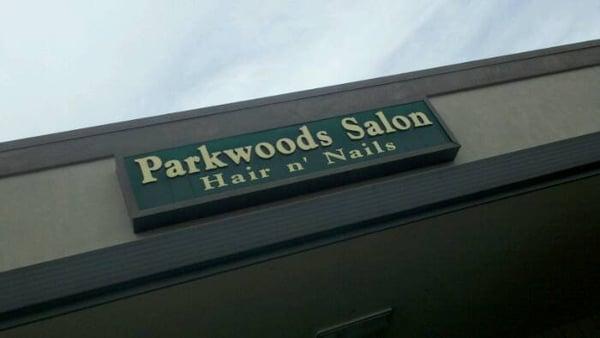 Parkwoods Salon
Hair n' Nails